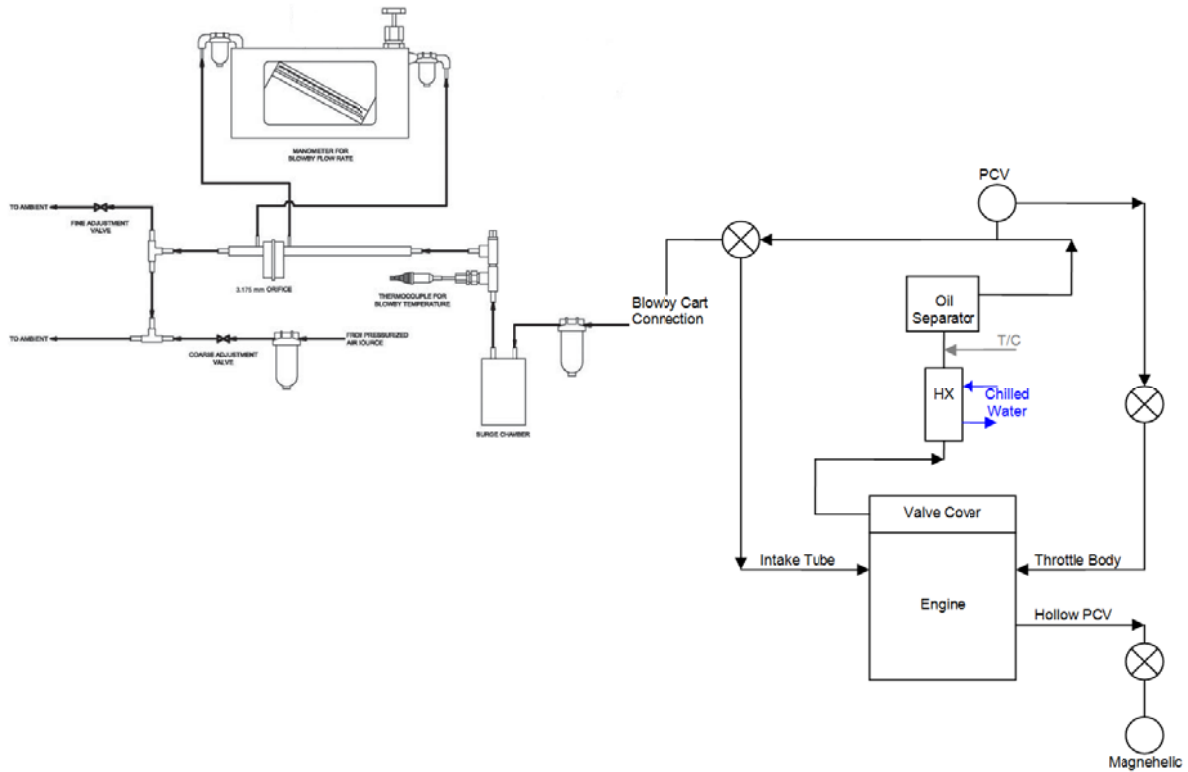 MANOMETER FOR
BLOWBY FLOW RATE
TO AMBIENT
FINE ADJUSTMENT
VALVE
3.175 mm ORIFICE
THERMOCOUPLE FOR
BLOWBY TEMPERATURE
TO AMBIENT
COARSE ADJUSTMENT
VALVE
FROM PRESSURIZED
AIR SOURCE
SURGE CHAMBER
Blowby Cart
Connection
PCV
Oil
Separator
T/C
HX
Chilled
Water
Valve Cover
Intake Tube
Throttle Body
Engine
Hollow PCV
Magnehelic